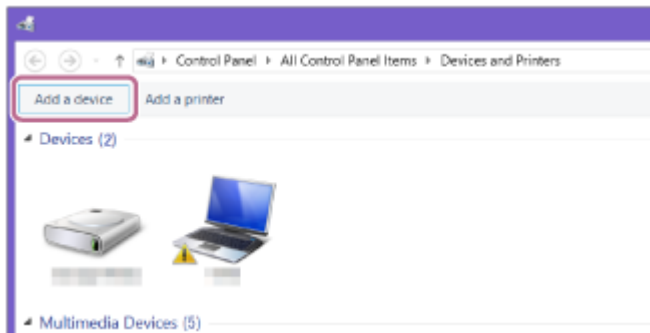 Control Panel All Control Panel Items Devices and Printers
Add a device Add a printer
Devices (2)
Multimedia Devices (5)